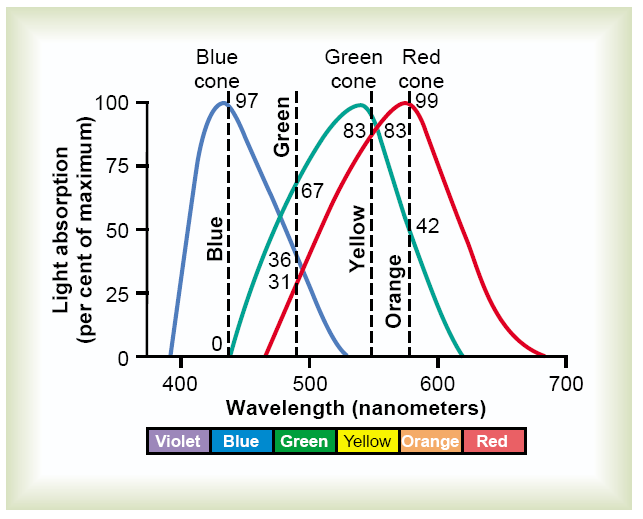 Blue
cone
Green
cone
Red
cone
100
75
50
25
0
Light absorption
(per cent of maximum)
97
99
Green
83
83
67
Blue
Yellow
42
36
31
Orange
0
400
500
600
700
Wavelength (nanometers)
Violet
Blue
Green
Yellow
Orange
Red